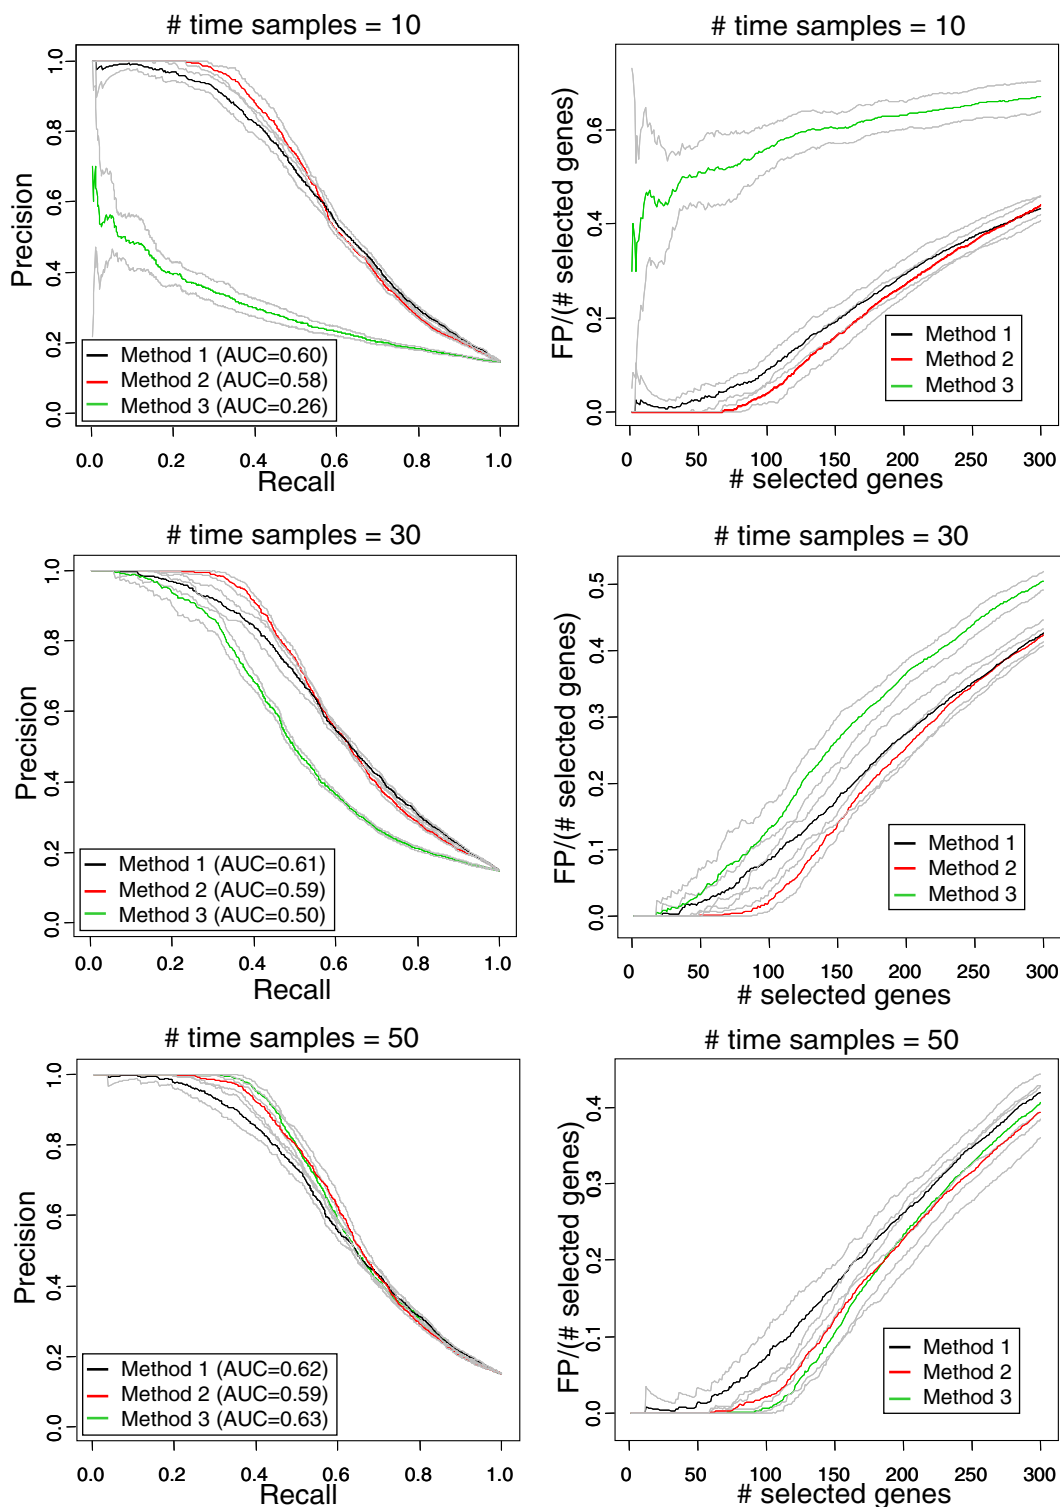 # time samples = 10
Precision
0.0 0.2 0.4 0.6 0.8 1.0
Method 1 (AUC=0.60)
Method 2 (AUC=0.58)
Method 3 (AUC=0.26)
0.0 0.2 0.4 0.6 0.8 1.0
Recall
# time samples = 10
FP/(# selected genes)
0.0 0.2 0.4 0.6
Method 1
Method 2
Method 3
0 50 100 150 200 250 300
# selected genes
# time samples = 30
Precision
0.0 0.2 0.4 0.6 0.8 1.0
Method 1 (AUC=0.61)
Method 2 (AUC=0.59)
Method 3 (AUC=0.50)
0.0 0.2 0.4 0.6 0.8 1.0
Recall
# time samples = 30
FP/(# selected genes)
0.0 0.1 0.2 0.3 0.4 0.5
Method 1
Method 2
Method 3
0 50 100 150 200 250 300
# selected genes
# time samples = 50
Precision
0.0 0.2 0.4 0.6 0.8 1.0
Method 1 (AUC=0.62)
Method 2 (AUC=0.59)
Method 3 (AUC=0.63)
0.0 0.2 0.4 0.6 0.8 1.0
Recall
# time samples = 50
FP/(# selected genes)
0.0 0.1 0.2 0.3 0.4
Method 1
Method 2
Method 3
0 50 100 150 200 250 300
# selected genes